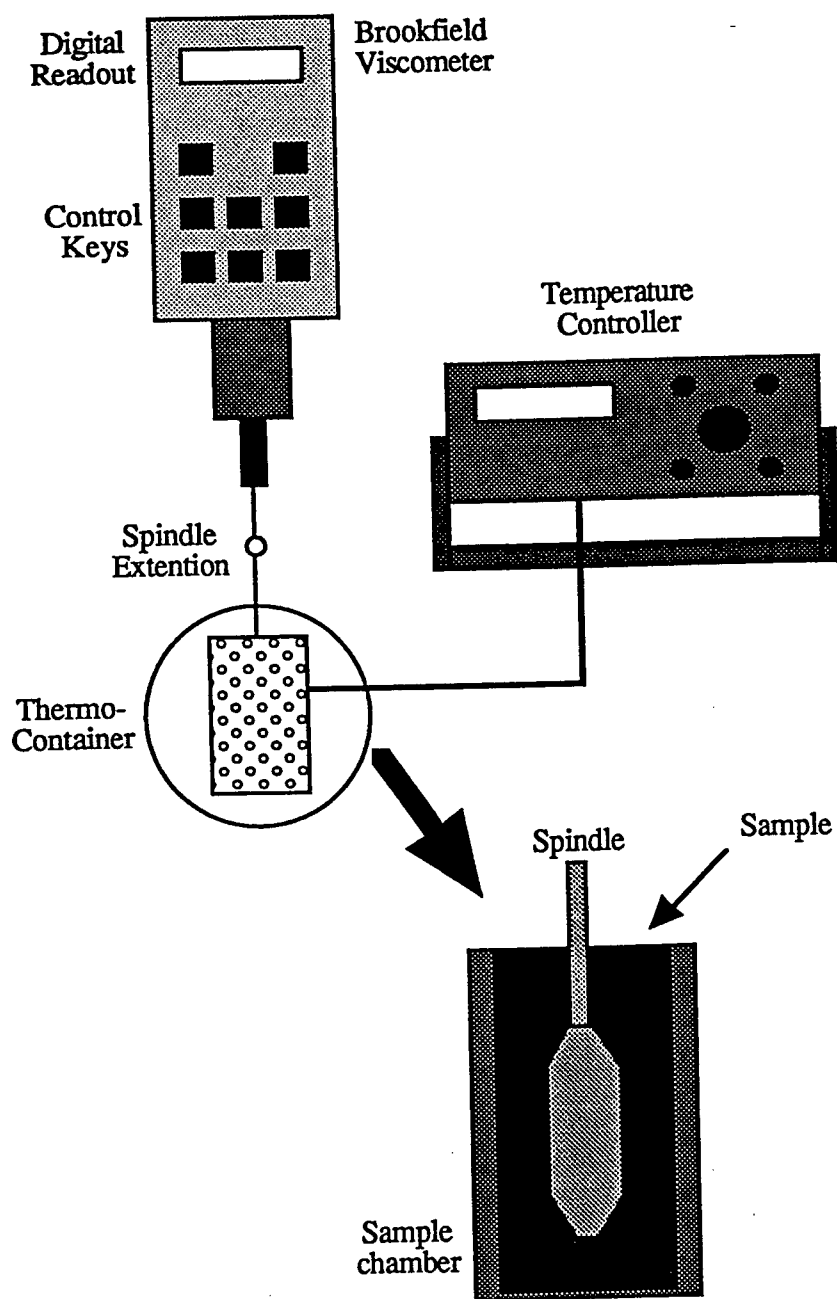 Digital
Readout
Brookfield
Viscometer
Control
Keys
Temperature
Controller
Spindle
Extention
Thermo-
Container
Spindle
Sample
Sample
chamber